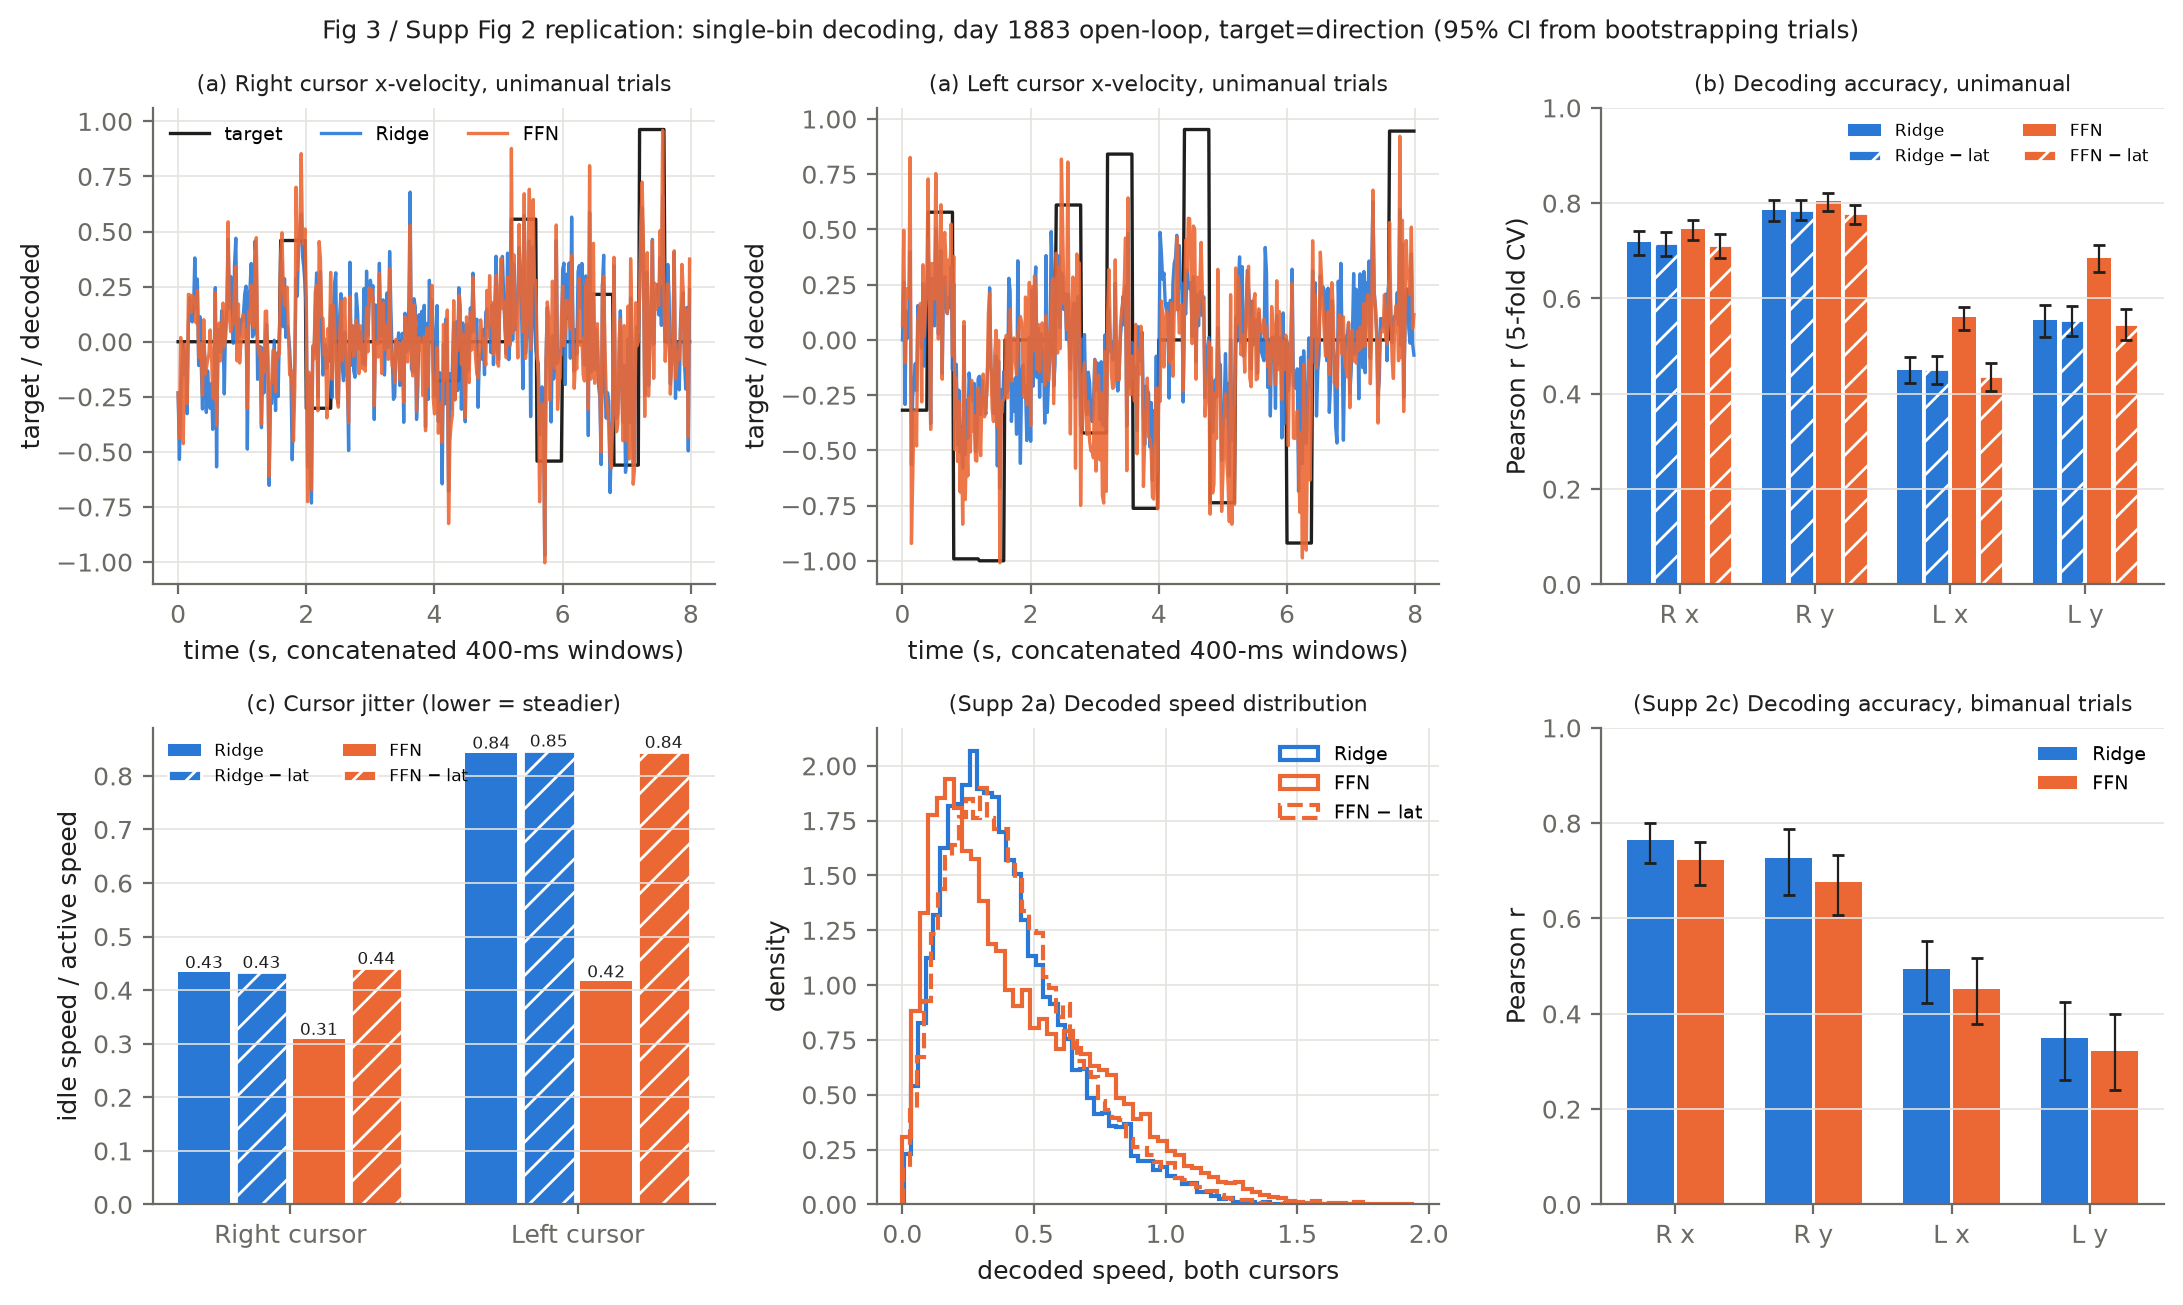 Fig 3 / Supp Fig 2 replication: single-bin decoding, day 1883 open-loop, target=direction (95% CI from bootstrapping trials)
(a) Right cursor x-velocity, unimanual trials
target Ridge FFN
1.00
0.75
0.50
0.25
0.00
−0.25
−0.50
−0.75
−1.00
target / decoded
0 2 4 6 8
time (s, concatenated 400-ms windows)
(a) Left cursor x-velocity, unimanual trials
1.00
0.75
0.50
0.25
0.00
−0.25
−0.50
−0.75
−1.00
target / decoded
0 2 4 6 8
time (s, concatenated 400-ms windows)
(b) Decoding accuracy, unimanual
Ridge FFN
Ridge − lat FFN − lat
1.0
0.8
0.6
0.4
0.2
0.0
Pearson r (5-fold CV)
R x R y L x L y
(c) Cursor jitter (lower = steadier)
Ridge FFN
Ridge − lat FFN − lat
0.8
0.7
0.6
0.5
0.4
0.3
0.2
0.1
0.0
idle speed / active speed
0.43 0.43 0.31 0.44 0.84 0.85 0.42 0.84
Right cursor Left cursor
(Supp 2a) Decoded speed distribution
Ridge
FFN
FFN − lat
2.00
1.75
1.50
1.25
1.00
0.75
0.50
0.25
0.00
density
0.0 0.5 1.0 1.5 2.0
decoded speed, both cursors
(Supp 2c) Decoding accuracy, bimanual trials
Ridge
FFN
1.0
0.8
0.6
0.4
0.2
0.0
Pearson r
R x R y L x L y